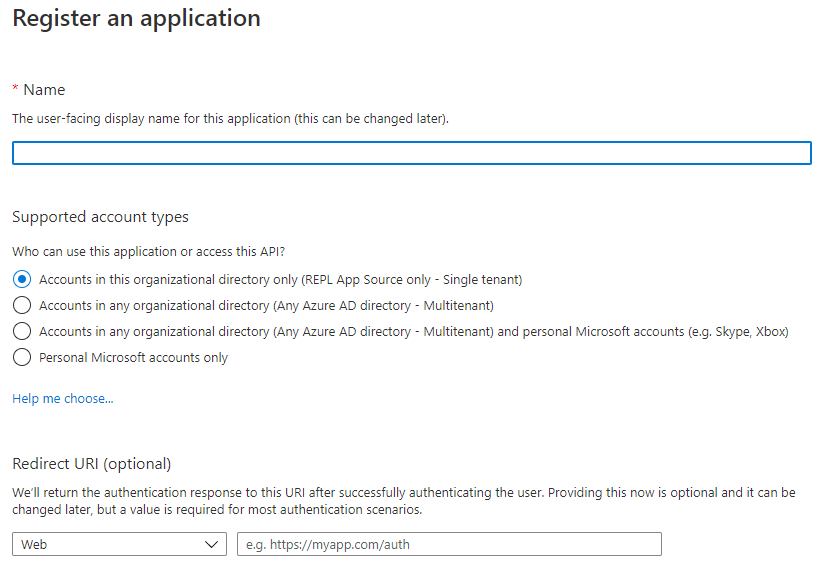 Register an application
* Name
The user-facing display name for this application (this can be changed later).
Supported account types
Who can use this application or access this API?
Accounts in this organizational directory only (REPL App Source only - Single tenant)
Accounts in any organizational directory (Any Azure AD directory - Multitenant)
Accounts in any organizational directory (Any Azure AD directory - Multitenant) and personal Microsoft accounts (e.g. Skype, Xbox)
Personal Microsoft accounts only
Help me choose...
Redirect URI (optional)
We'll return the authentication response to this URI after successfully authenticating the user. Providing this now is optional and it can be
changed later, but a value is required for most authentication scenarios.
Web
e.g. https://myapp.com/auth